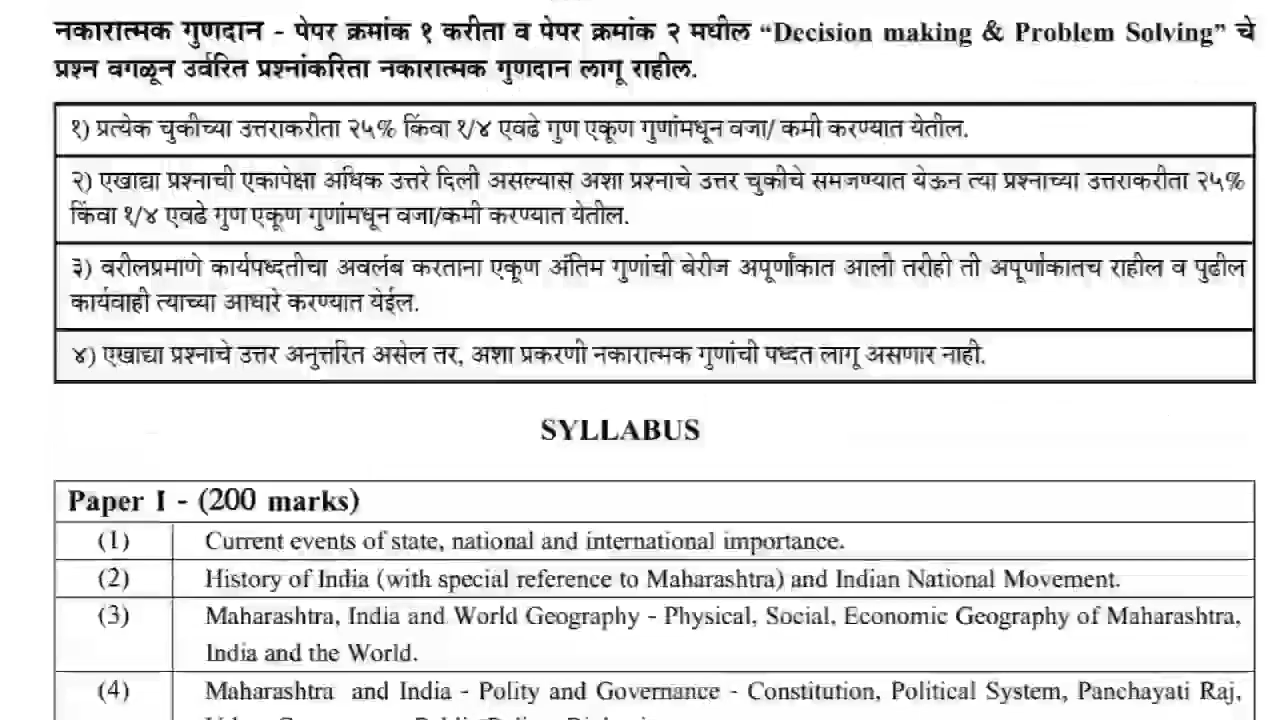 नकारात्मक गुणदान - पेपर क्रमांक १ करीता व पेपर क्रमांक २ मधील “Decision making & Problem Solving” चे
प्रश्न वगळून उर्वरित प्रश्नांकरिता नकारात्मक गुणदान लागू राहील.
१) प्रत्येक चुकीच्या उत्तराकरीता २५% किंवा १/४ एवढे गुण एकूण गुणांमधून वजा/ कमी करण्यात येतील.
२) एखाद्या प्रश्नाची एकापेक्षा अधिक उत्तरे दिली असल्यास अशा प्रश्नाचे उत्तर चुकीचे समजण्यात येऊन त्या प्रश्नाच्या उत्तराकरीता २५%
किंवा १/४ एवढे गुण एकूण गुणांमधून वजा/कमी करण्यात येतील.
३) वरीलप्रमाणे कार्यपध्दतीचा अवलंब करताना एकूण अंतिम गुणांची बेरीज अपूर्णांकात आली तरीही ती अपूर्णांकातच राहील व पुढील
कार्यवाही त्याच्या आधारे करण्यात येईल.
४) एखाद्या प्रश्नाचे उत्तर अनुत्तरित असेल तर, अशा प्रकरणी नकारात्मक गुणांची पध्दत लागू असणार नाही.
SYLLABUS
Paper I - (200 marks)
(1) Current events of state, national and international importance.
(2) History of India (with special reference to Maharashtra) and Indian National Movement.
(3) Maharashtra, India and World Geography - Physical, Social, Economic Geography of Maharashtra,
India and the World.
(4) Maharashtra and India - Polity and Governance - Constitution, Political System, Panchayati Raj,